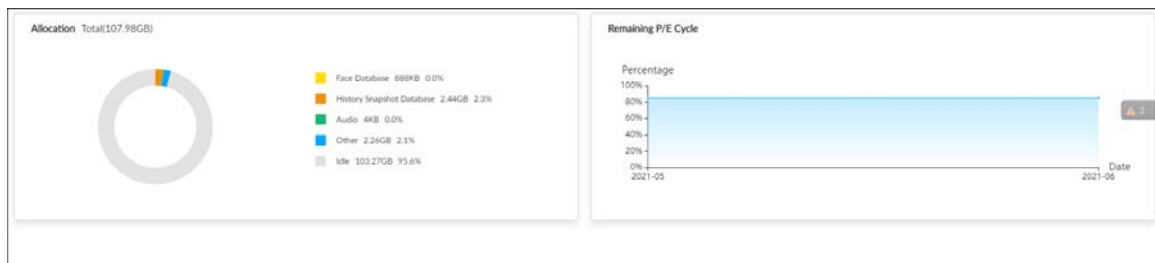 Allocation Total(107.98GB)
Face Database 888KB 0.0%
History Snapshot Database 2.44GB 2.3%
Audio 4KB 0.0%
Other 2.26GB 2.1%
Idle 103.27GB 95.6%
Remaining P/E Cycle
Percentage
100%
80%
60%
40%
20%
0%
2021-05
2021-06
Date
2